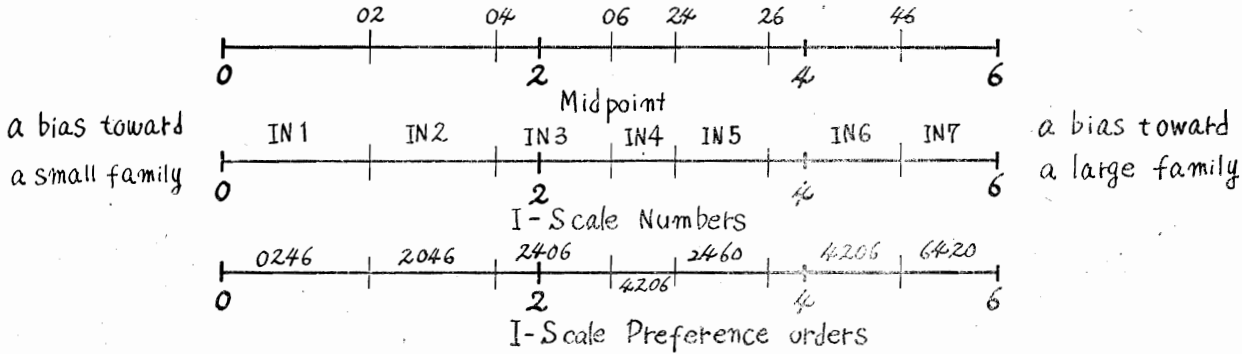 02 04 06 24 26 46
0 2 4 6
Midpoint
a bias toward a small family
IN1 IN2 IN3 IN4 IN5 IN6 IN7
a bias toward a large family
0 2 4 6
I-Scale Numbers
0246 2046 2406 4206 2460 4206 6420
0 2 4 6
I-Scale Preference orders